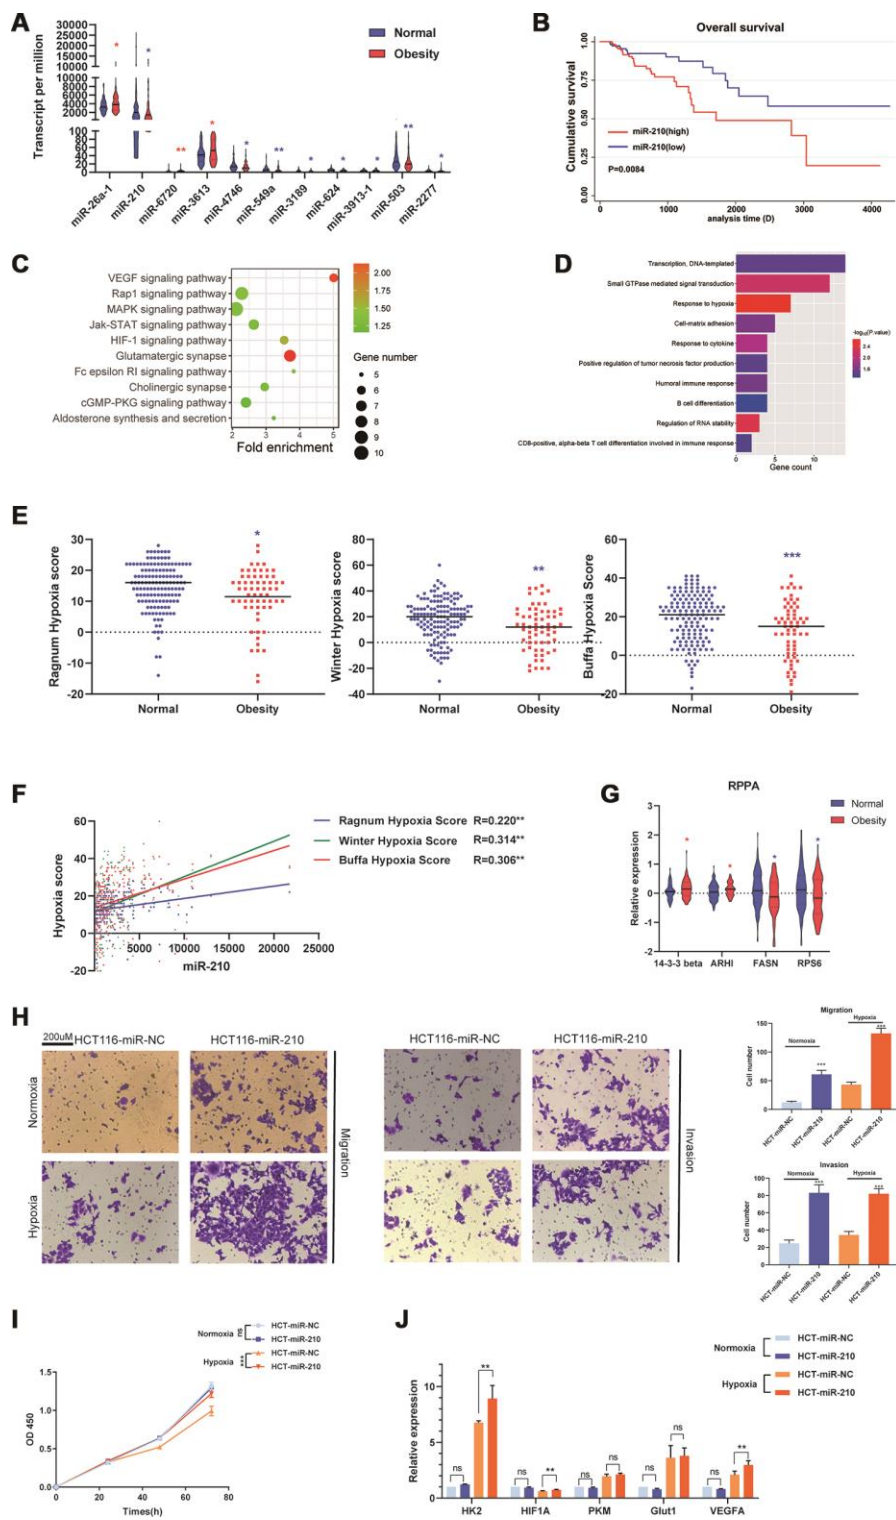 A
Transcript per million
30000
25000
20000
15000
10000
10000
8000
6000
4000
2000
100
100
80
60
40
20
0
Normal
Obesity
*
*
**
*
*
**
*
*
*
**
*
miR-26a-1
miR-210
miR-6720
miR-3613
miR-4746
miR-549a
miR-3189
miR-624
miR-3913-1
miR-503
miR-2277
B
Overall survival
Cumulative survival
1.00
0.75
0.50
0.25
0.00
miR-210(high)
miR-210(low)
P=0.0084
0
1000
2000
3000
4000
analysis time (D)
C
VEGF signaling pathway
Rap1 signaling pathway
MAPK signaling pathway
Jak-STAT signaling pathway
HIF-1 signaling pathway
Glutamatergic synapse
Fc epsilon RI signaling pathway
Cholinergic synapse
cGMP-PKG signaling pathway
Aldosterone synthesis and secretion
2
3
4
5
Fold enrichment
2.00
1.75
1.50
1.25
Gene number
5
6
7
8
9
10
D
Transcription, DNA-templated
Small GTPase mediated signal transduction
Response to hypoxia
Cell-matrix adhesion
Response to cytokine
Positive regulation of tumor necrosis factor production
Humoral immune response
B cell differentiation
Regulation of RNA stability
CD8-positive, alpha-beta T cell differentiation involved in immune response
0
5
10
Gene count
-log₁₀(P.value)
2.4
2.0
1.6
E
Ragnum Hypoxia score
30
20
10
0
-10
-20
*
Normal
Obesity
Winter Hypoxia Score
80
60
40
20
0
-20
-40
**
Normal
Obesity
Buffa Hypoxia Score
60
40
20
0
-20
***
Normal
Obesity
F
Hypoxia score
60
40
20
0
-20
5000
10000
15000
20000
25000
miR-210
Ragnum Hypoxia Score R=0.220**
Winter Hypoxia Score R=0.314**
Buffa Hypoxia Score R=0.306**
G
RPPA
Normal
Obesity
Relative expression
3
2
1
0
-1
-2
*
*
*
*
14-3-3 beta
ARHI
FASN
RPS6
H
200uM
HCT116-miR-NC
HCT116-miR-210
Normoxia
Hypoxia
Migration
HCT116-miR-NC
HCT116-miR-210
Invasion
Migration
Cell number
150
100
50
0
Normoxia
Hypoxia
***
***
HCT-miR-NC
HCT-miR-210
HCT-miR-NC
HCT-miR-210
Invasion
Cell number
100
80
60
40
20
0
Normoxia
Hypoxia
***
***
HCT-miR-NC
HCT-miR-210
HCT-miR-NC
HCT-miR-210
I
Normoxia
ns
HCT-miR-NC
HCT-miR-210
Hypoxia
***
HCT-miR-NC
HCT-miR-210
OD 450
1.5
1.0
0.5
0.0
0
20
40
60
80
Times(h)
J
Normoxia
HCT-miR-NC
HCT-miR-210
Hypoxia
HCT-miR-NC
HCT-miR-210
Relative expression
10
5
0
ns
**
ns
**
ns
ns
ns
ns
ns
**
HK2
HIF1A
PKM
Glut1
VEGFA